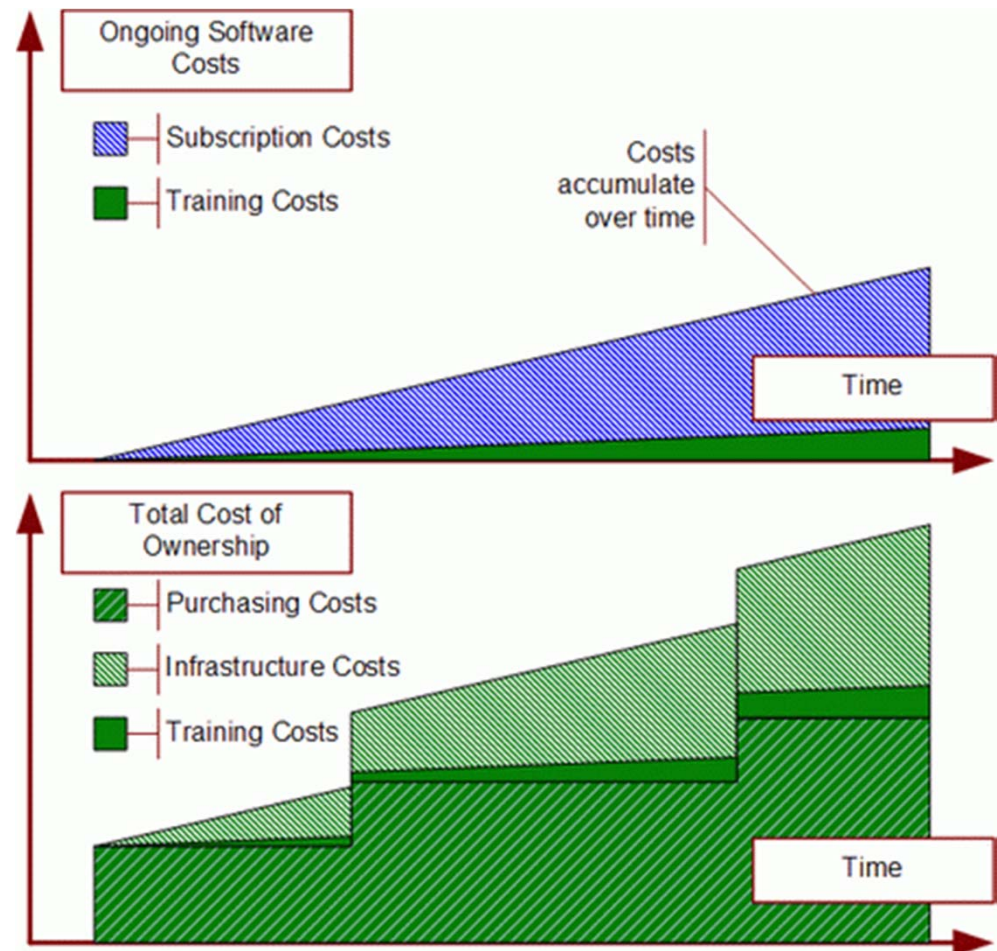 Ongoing Software
Costs
Subscription Costs
Training Costs
Costs
accumulate
over time
Time
Total Cost of
Ownership
Purchasing Costs
Infrastructure Costs
Training Costs
Time